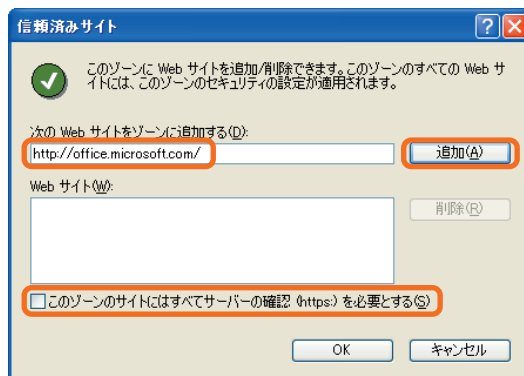 信頼済みサイト
このゾーンに Web サイトを追加/削除できます。このゾーンのすべての Web サ
イトには、このゾーンのセキュリティの設定が適用されます。
次の Web サイトをゾーンに追加する(D):
http://office.microsoft.com/
追加(A)
Web サイト(W):
削除(R)
このゾーンのサイトにはすべてサーバーの確認 (https:) を必要とする(S)
OK
キャンセル